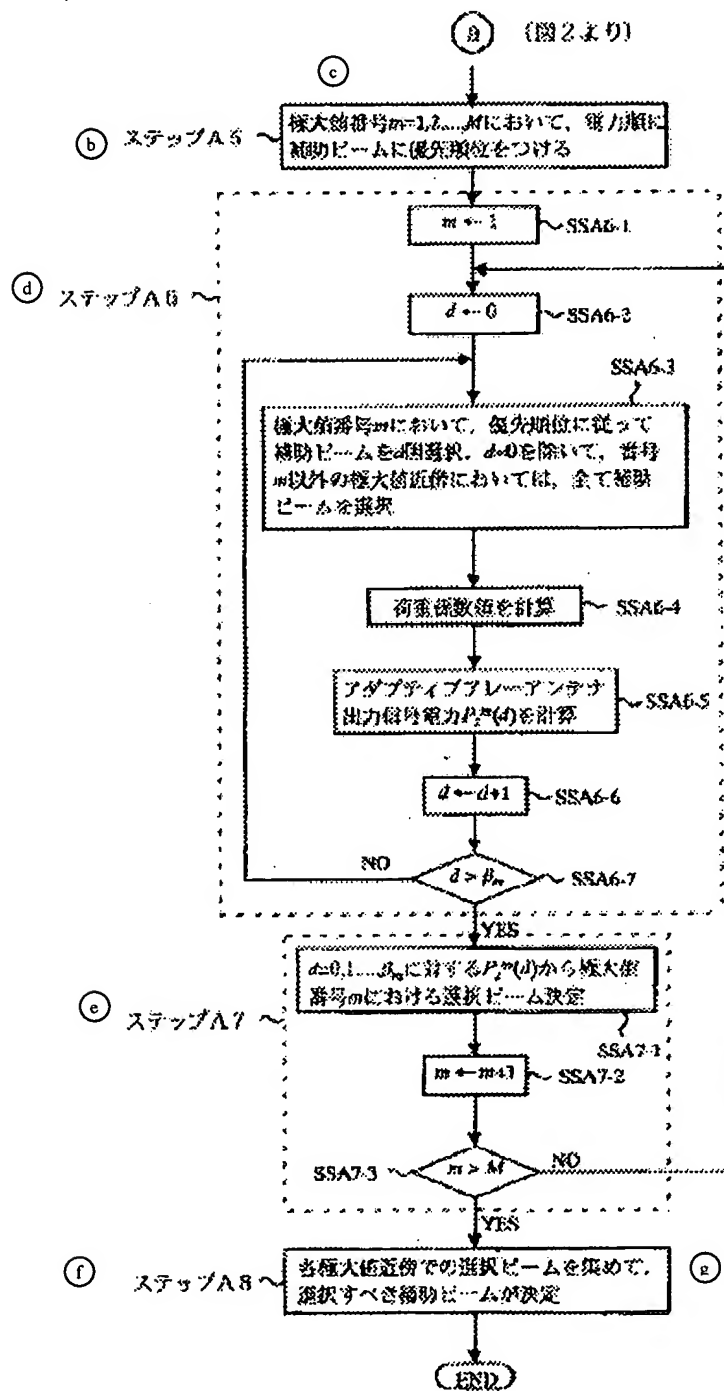 a (図2より)
c
b ステップA5
極大値番号m=1,2,...,Mにおいて、電力順に
補助ビームに優先順位をつける
m ← 1 SSA6-1
d ステップA6
d ← 0 SSA6-2
SSA6-3
極大値番号mにおいて、優先順位に従って
補助ビームをd個選択。d=0を除いて、番号
m以外の極大値近傍においては、全て補助
ビームを選択
荷重係数値を計算 SSA6-4
アダプティブアレーアンテナ
出力信号電力 (d)を計算 SSA6-5
d ← d+1 SSA6-6
NO d > βm SSA6-7
YES
d=0,1...,βmに対する (d)から極大値
番号mにおける選択ビーム決定
e ステップA7
SSA7-1
m ← m+1 SSA7-2
SSA7-3 m > M NO
YES
f ステップA8
各極大値近傍での選択ビームを集めて、
選択すべき補助ビームが決定
g
END